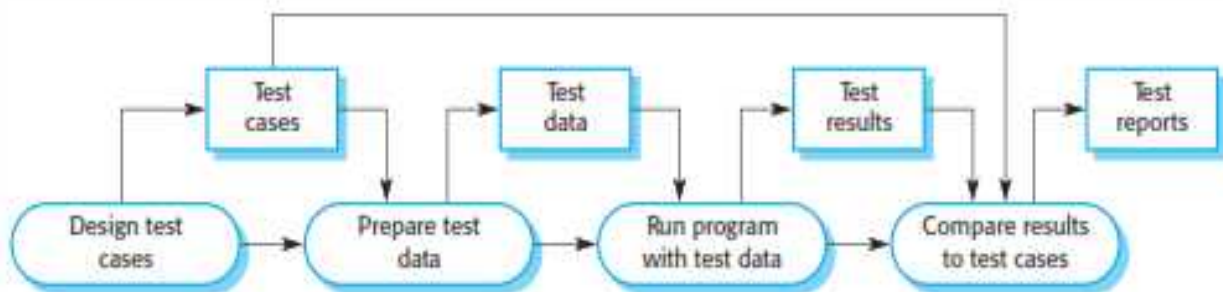 Test
cases
Test
data
Test
results
Test
reports
Design test
cases
Prepare test
data
Run program
with test data
Compare results
to test cases